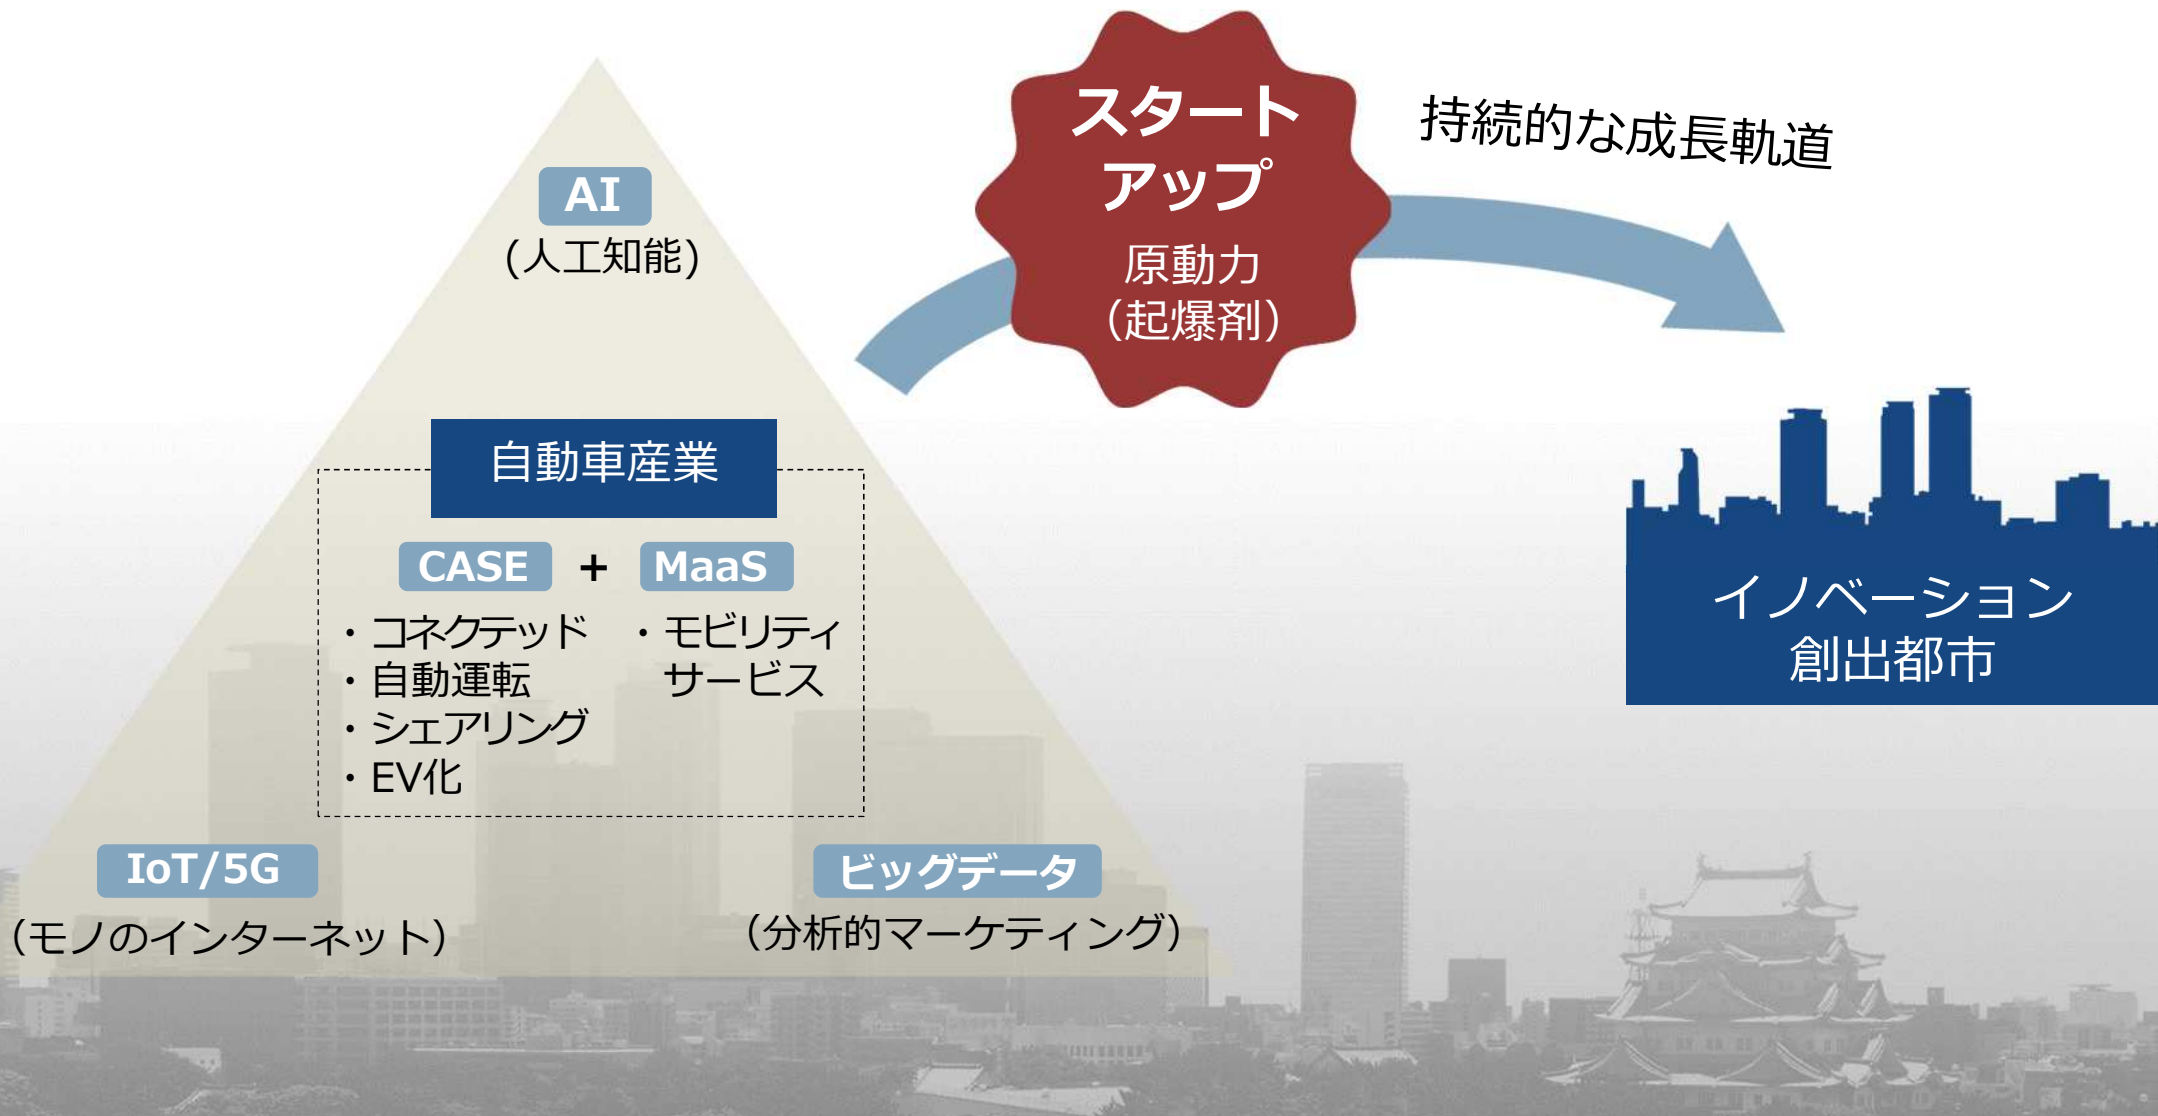 AI
(人工知能)
自動車産業
CASE + MaaS
・コネクテッド
・自動運転
・シェアリング
・EV化
・モビリティ
サービス
IoT/5G
（モノのインターネット）
ビッグデータ
（分析的マーケティング）
スタート
アップ
原動力
（起爆剤）
持続的な成長軌道
イノベーション
創出都市